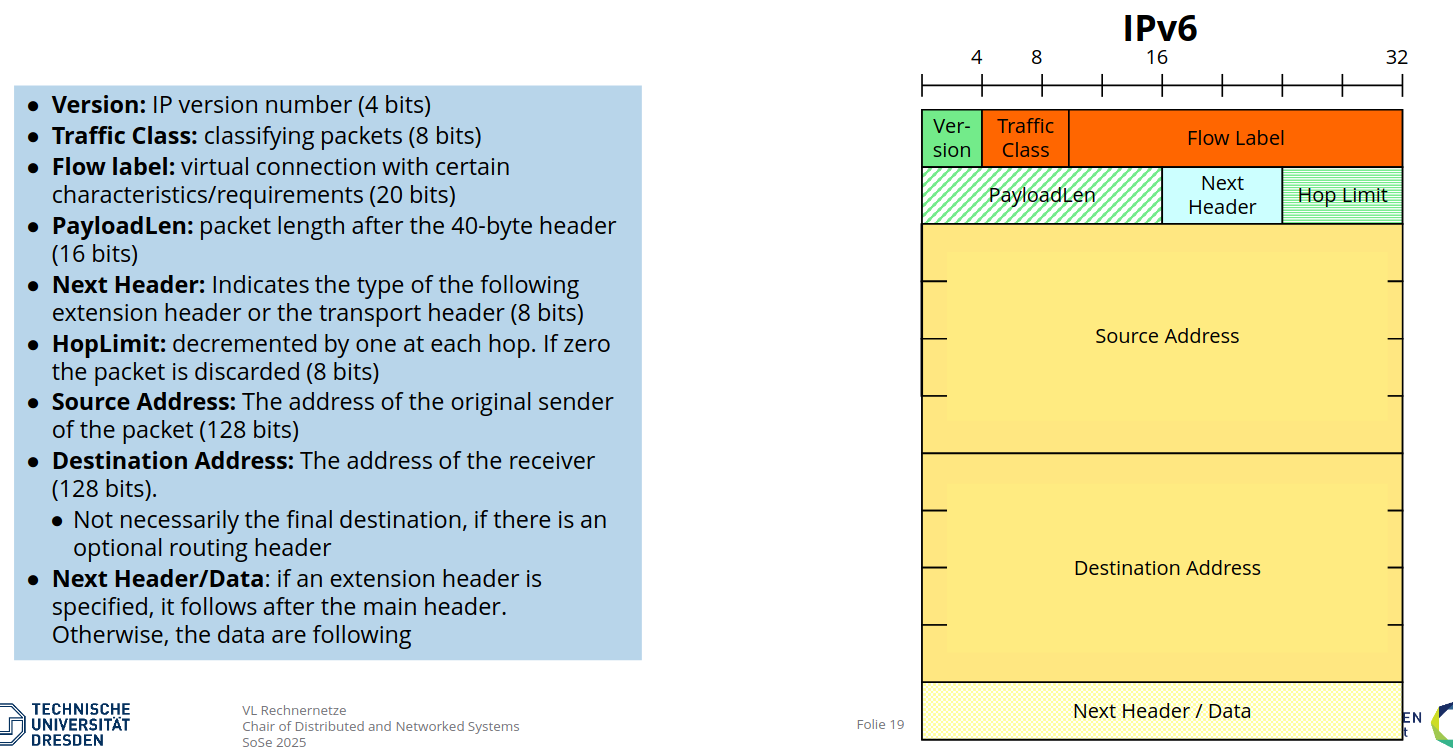 IPv6
4 8 16 32
● Version: IP version number (4 bits)
● Traffic Class: classifying packets (8 bits)
● Flow label: virtual connection with certain
characteristics/requirements (20 bits)
● PayloadLen: packet length after the 40-byte header
(16 bits)
● Next Header: Indicates the type of the following
extension header or the transport header (8 bits)
● HopLimit: decremented by one at each hop. If zero
the packet is discarded (8 bits)
● Source Address: The address of the original sender
of the packet (128 bits)
● Destination Address: The address of the receiver
(128 bits).
● Not necessarily the final destination, if there is an
optional routing header
● Next Header/Data: if an extension header is
specified, it follows after the main header.
Otherwise, the data are following
Ver-
sion
Traffic
Class
Flow Label
PayloadLen
Next
Header
Hop Limit
Source Address
Destination Address
Next Header / Data
TECHNISCHE
UNIVERSITÄT
DRESDEN
VL Rechnernetze
Chair of Distributed and Networked Systems
SoSe 2025
Folie 19
EN
t